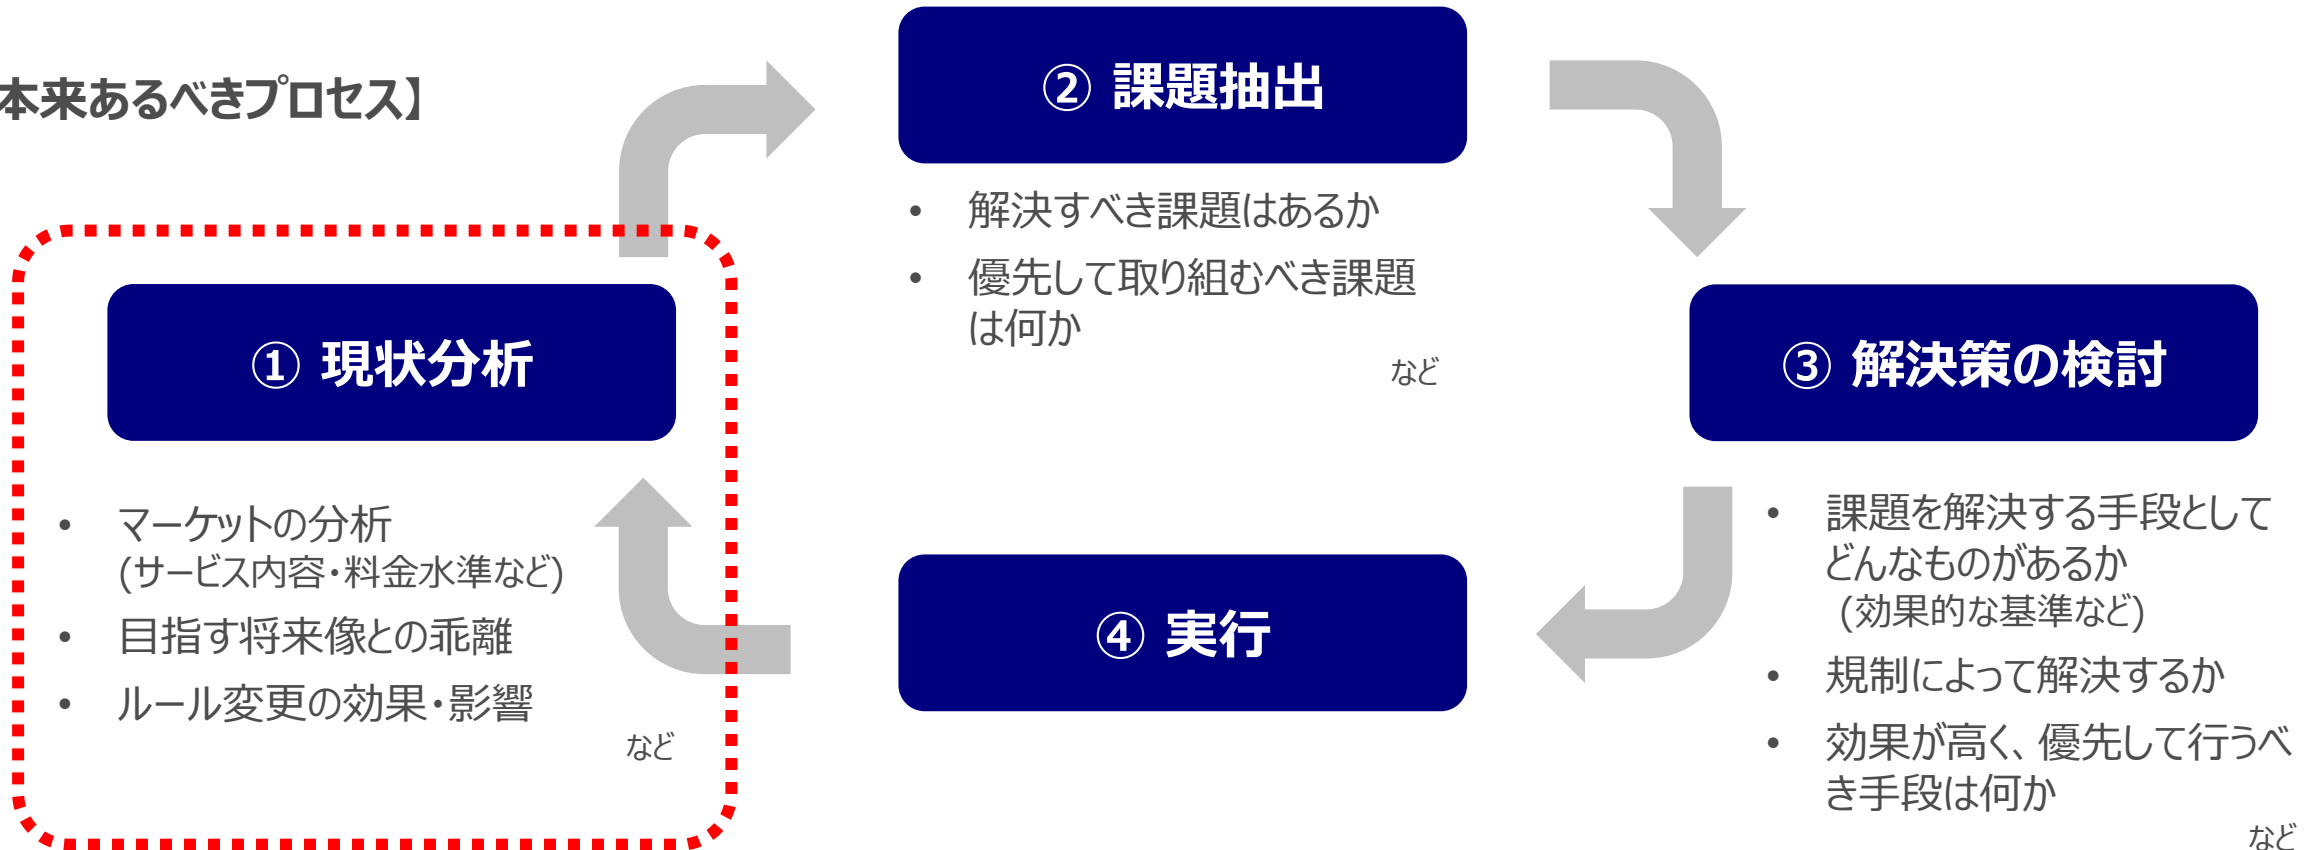 本来あるべきプロセス】
① 現状分析
• マーケットの分析
(サービス内容・料金水準など)
• 目指す将来像との乖離
• ルール変更の効果・影響
など
② 課題抽出
• 解決すべき課題はあるか
• 優先して取り組むべき課題
は何か
など
③ 解決策の検討
• 課題を解決する手段として
どんなものがあるか
(効果的な基準など)
• 規制によって解決するか
• 効果が高く、優先して行うべ
き手段は何か
など
④ 実行